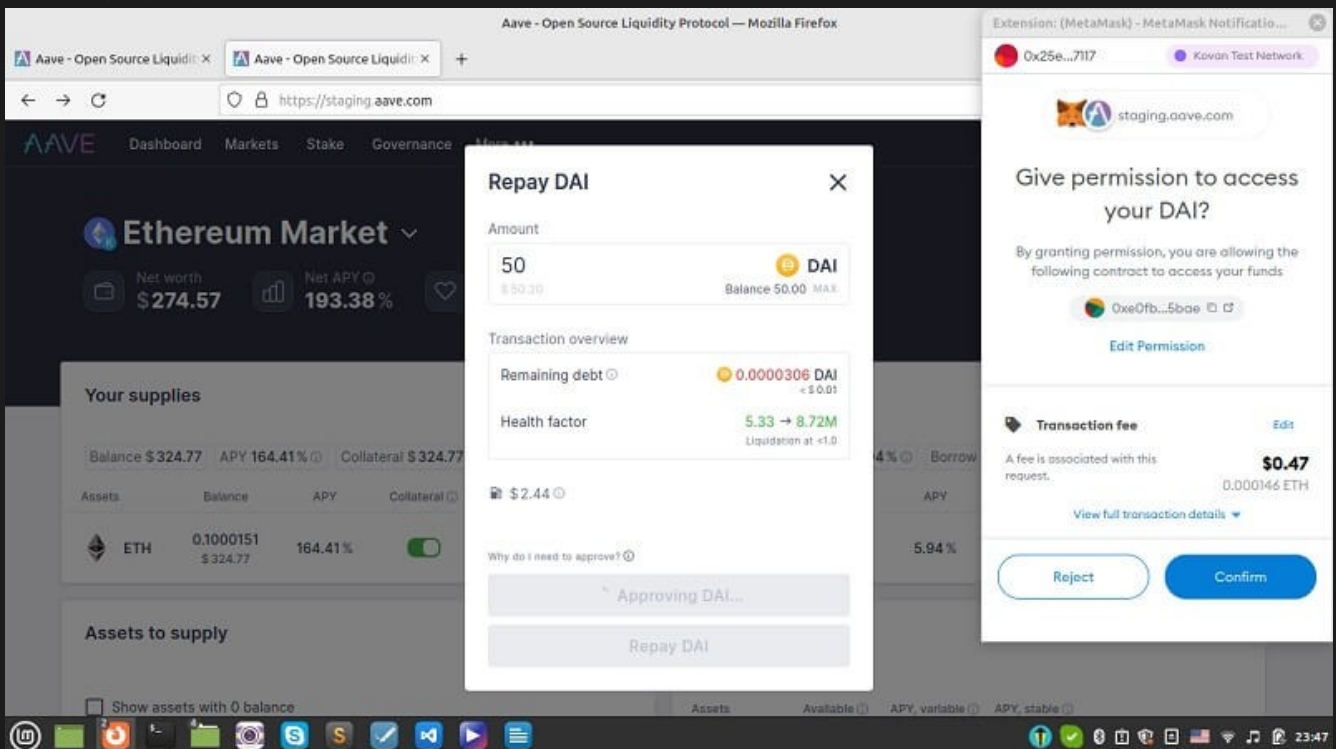 Aave - Open Source Liquidity Protocol — Mozilla Firefox
Aave - Open Source Liquidi
Aave - Open Source Liquidi
https://staging.aave.com
AAVE Dashboard Markets Stake Governance More
Ethereum Market
Net worth
$274.57
Net APY
193.38%
Your supplies
Balance $324.77 APY 164.41% Collateral $324.77
Assets Balance APY Collateral
ETH 0.1000151 164.41%
$324.77
Assets to supply
Show assets with 0 balance
Repay DAI
Amount
50 DAI
$50.20 Balance 50.00 MAX
Transaction overview
Remaining debt 0.0000306 DAI
< $0.01
Health factor 5.33 → 8.72M
Liquidation at <1.0
$2.44
Why do I need to approve?
Approving DAI...
Repay DAI
4% Borrow
APY
5.94%
Assets Available APY, variable APY, stable
Extension: (MetaMask) - MetaMask Notificatio...
0x25e...7117 Kovan Test Network
staging.aave.com
Give permission to access
your DAI?
By granting permission, you are allowing the
following contract to access your funds
0xe0fb...5bae
Edit Permission
Transaction fee Edit
A fee is associated with this
request.
$0.47
0.000146 ETH
View full transaction details
Reject Confirm
23:47